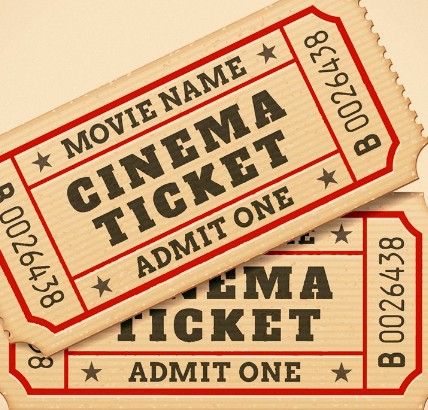 MOVIE NAME
CINEMA
TICKET
ADMIT ONE
B 0026438
B 0026438
CINEMA
TICKET
ADMIT ONE
B 0026438